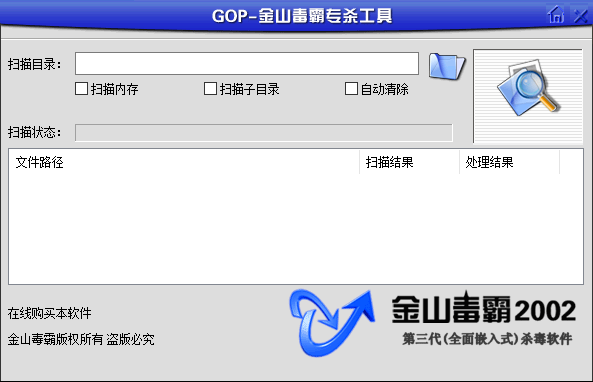 GOP-金山毒霸专杀工具
扫描目录：
扫描内存 扫描子目录 自动清除
扫描状态：
文件路径 扫描结果 处理结果
在线购买本软件
金山毒霸版权所有 盗版必究
金山毒霸2002
第三代(全面嵌入式)杀毒软件